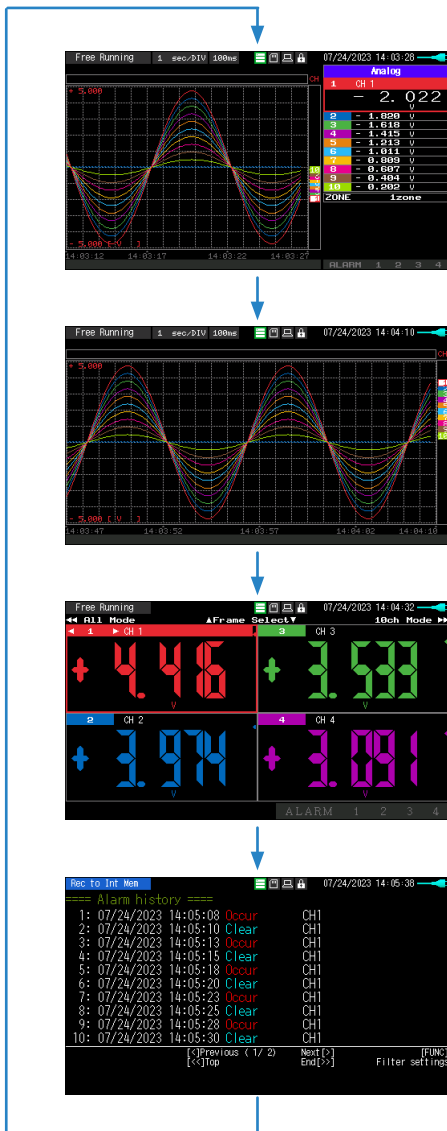 Free Running 1 sec/DIV 100ms 07/24/2023 14:03:28
CH
Analog
1 CH 1
- 2. 022
V
2 - 1.820 V
3 - 1.618 V
4 - 1.415 V
5 - 1.213 V
6 - 1.011 V
7 - 0.809 V
8 - 0.607 V
9 - 0.404 V
10 - 0.202 V
ZONE 1zone
+ 5.000
10
1
- 5.000 [ V ]
14:03:12 14:03:17 14:03:22 14:03:27
ALARM 1 2 3 4
Free Running 1 sec/DIV 100ms 07/24/2023 14:04:10
CH
+ 5.000
10
- 5.000 [ V ]
14:03:47 14:03:52 14:03:57 14:04:02 14:04:10
Free Running 07/24/2023 14:04:32
◀◀ All Mode ▲Frame Select▼ 10ch Mode ▶▶
◀ 1 ▶ CH 1 3 CH 3
+ 4.416 + 3.533
V V
2 CH 2 4 CH 4
+ 3.974 + 3.091
V V
ALARM 1 2 3 4
Rec to Int Mem 07/24/2023 14:05:38
==== Alarm history ====
1: 07/24/2023 14:05:08 Occur CH1
2: 07/24/2023 14:05:10 Clear CH1
3: 07/24/2023 14:05:13 Occur CH1
4: 07/24/2023 14:05:15 Clear CH1
5: 07/24/2023 14:05:18 Occur CH1
6: 07/24/2023 14:05:20 Clear CH1
7: 07/24/2023 14:05:23 Occur CH1
8: 07/24/2023 14:05:25 Clear CH1
9: 07/24/2023 14:05:28 Occur CH1
10: 07/24/2023 14:05:30 Clear CH1
[<]Previous ( 1/ 2) Next[>] [FUNC]
[<<]Top End[>>] Filter settings